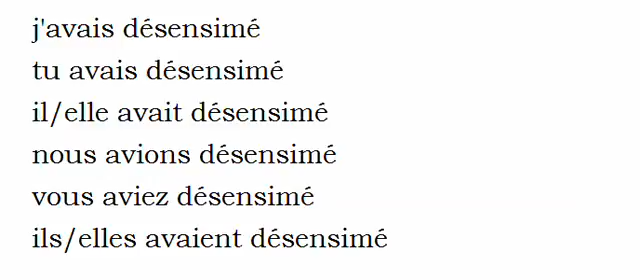 j'avais désensimé
tu avais désensimé
il/elle avait désensimé
nous avions désensimé
vous aviez désensimé
ils/elles avaient désensimé